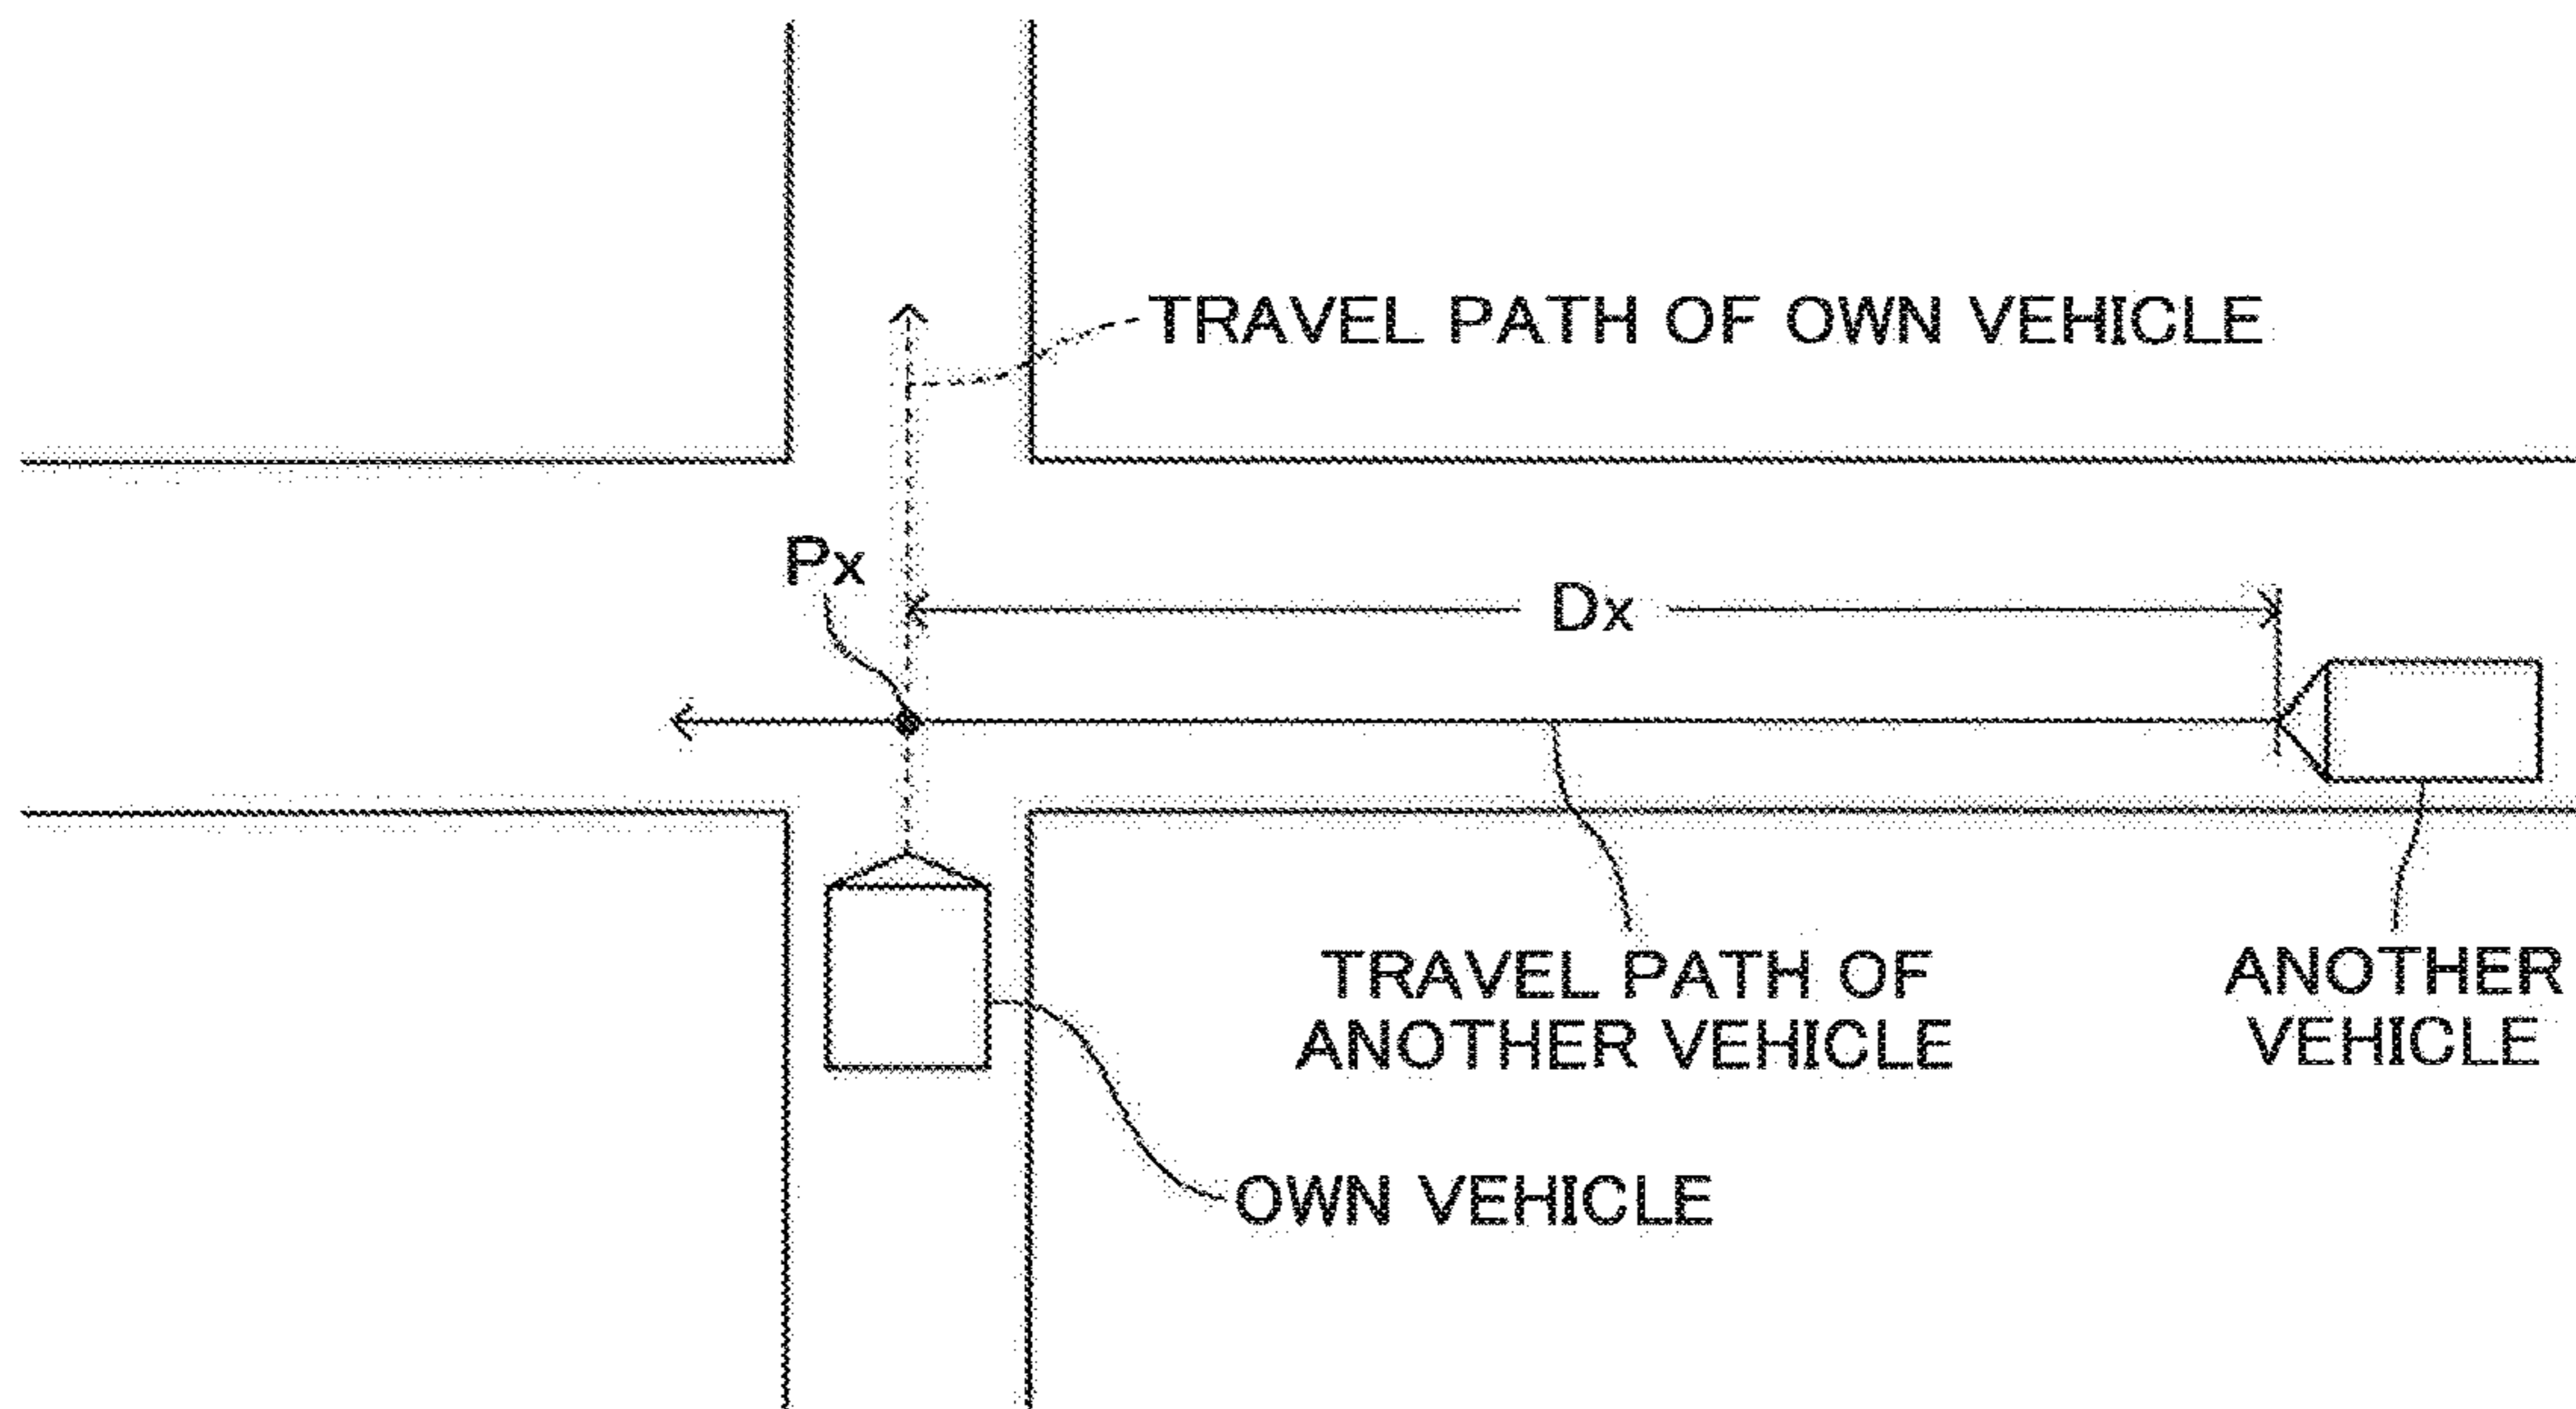 TRAVEL PATH OF OWN VEHICLE
Px
Dx
TRAVEL PATH OF
ANOTHER VEHICLE
ANOTHER
VEHICLE
OWN VEHICLE